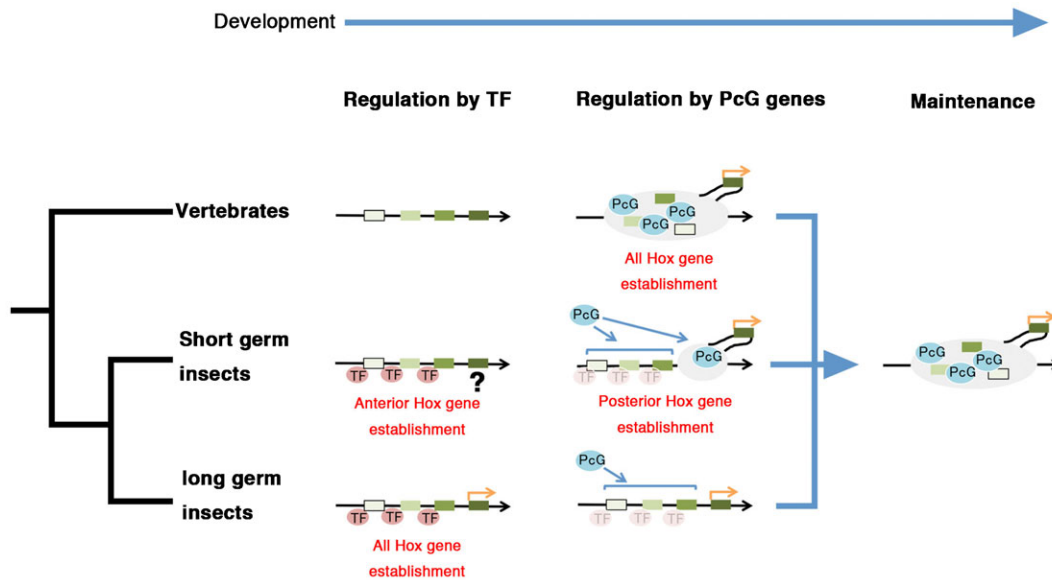 Development
Regulation by TF
Regulation by PcG genes
Maintenance
Vertebrates
PcG
PcG
PcG
All Hox gene
establishment
Short germ
insects
TF
TF
TF
?
Anterior Hox gene
establishment
PcG
PcG
TF
TF
TF
Posterior Hox gene
establishment
PcG
PcG
PcG
long germ
insects
TF
TF
TF
All Hox gene
establishment
PcG
TF
TF
TF